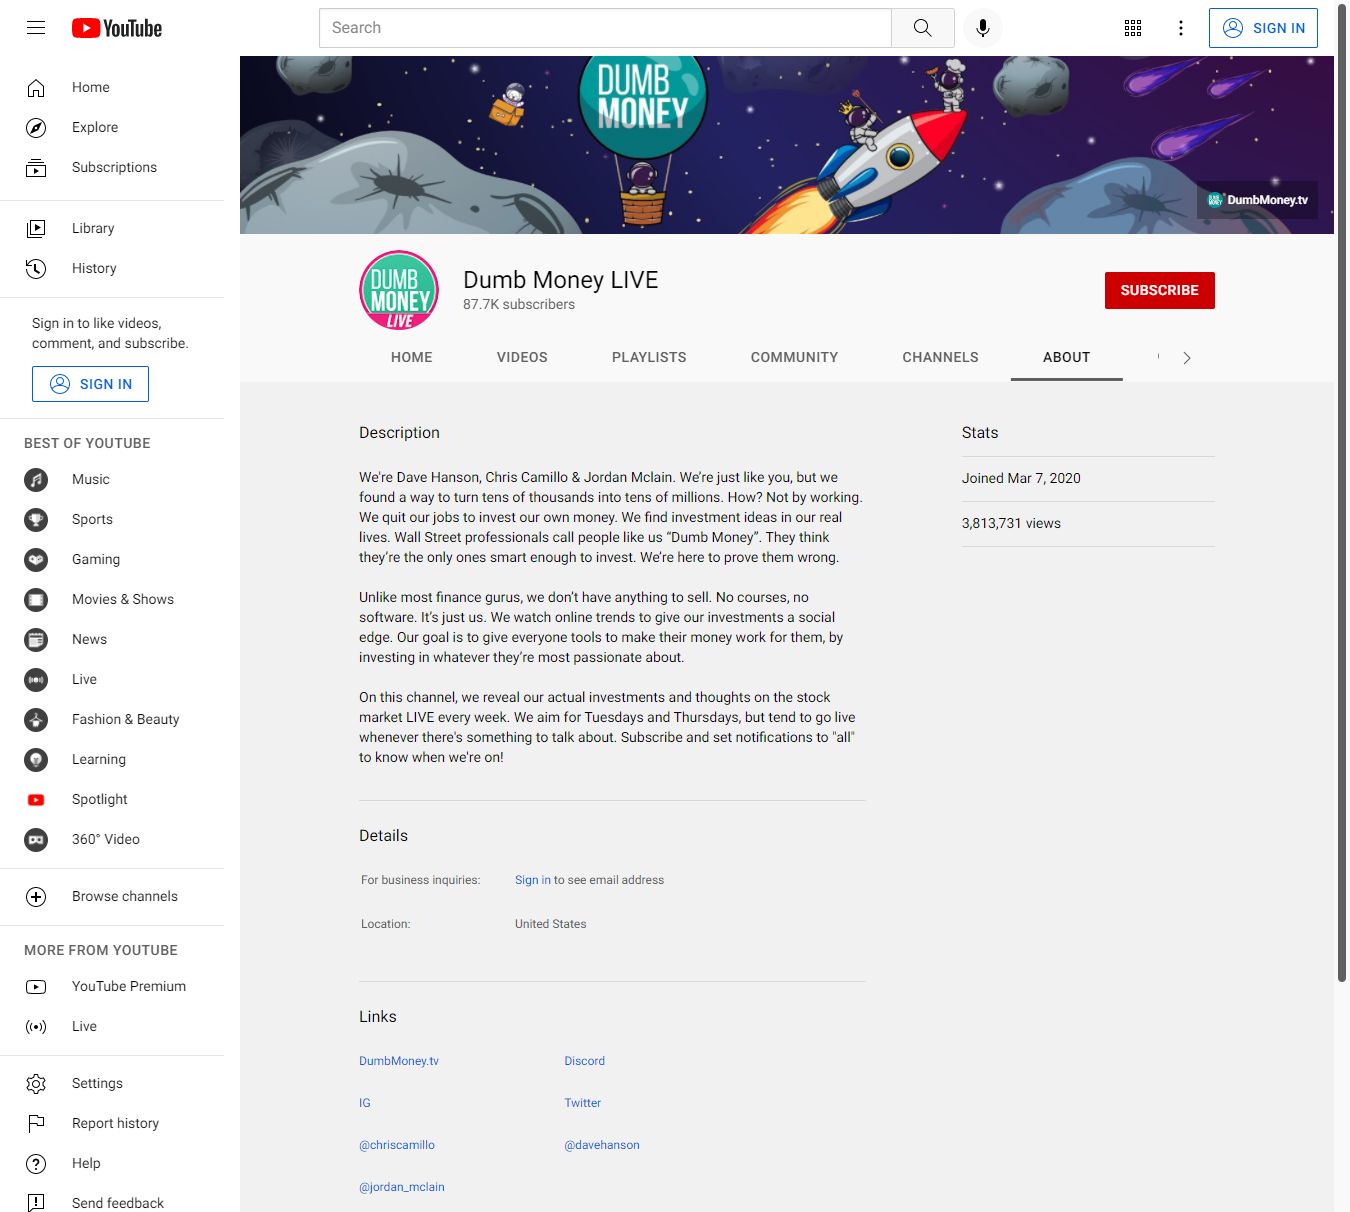 YouTube
Search
SIGN IN
Home
Explore
Subscriptions
Library
History
Sign in to like videos,
comment, and subscribe.
SIGN IN
BEST OF YOUTUBE
Music
Sports
Gaming
Movies & Shows
News
Live
Fashion & Beauty
Learning
Spotlight
360° Video
Browse channels
MORE FROM YOUTUBE
YouTube Premium
Live
Settings
Report history
Help
Send feedback
DUMB
MONEY
DumbMoney.tv
DUMB
MONEY
LIVE
Dumb Money LIVE
87.7K subscribers
SUBSCRIBE
HOME VIDEOS PLAYLISTS COMMUNITY CHANNELS ABOUT
Description
We're Dave Hanson, Chris Camillo & Jordan Mclain. We’re just like you, but we
found a way to turn tens of thousands into tens of millions. How? Not by working.
We quit our jobs to invest our own money. We find investment ideas in our real
lives. Wall Street professionals call people like us “Dumb Money”. They think
they’re the only ones smart enough to invest. We’re here to prove them wrong.
Unlike most finance gurus, we don’t have anything to sell. No courses, no
software. It’s just us. We watch online trends to give our investments a social
edge. Our goal is to give everyone tools to make their money work for them, by
investing in whatever they’re most passionate about.
On this channel, we reveal our actual investments and thoughts on the stock
market LIVE every week. We aim for Tuesdays and Thursdays, but tend to go live
whenever there's something to talk about. Subscribe and set notifications to "all"
to know when we're on!
Stats
Joined Mar 7, 2020
3,813,731 views
Details
For business inquiries: Sign in to see email address
Location: United States
Links
DumbMoney.tv Discord
IG Twitter
@chriscamillo @davehanson
@jordan_mclain